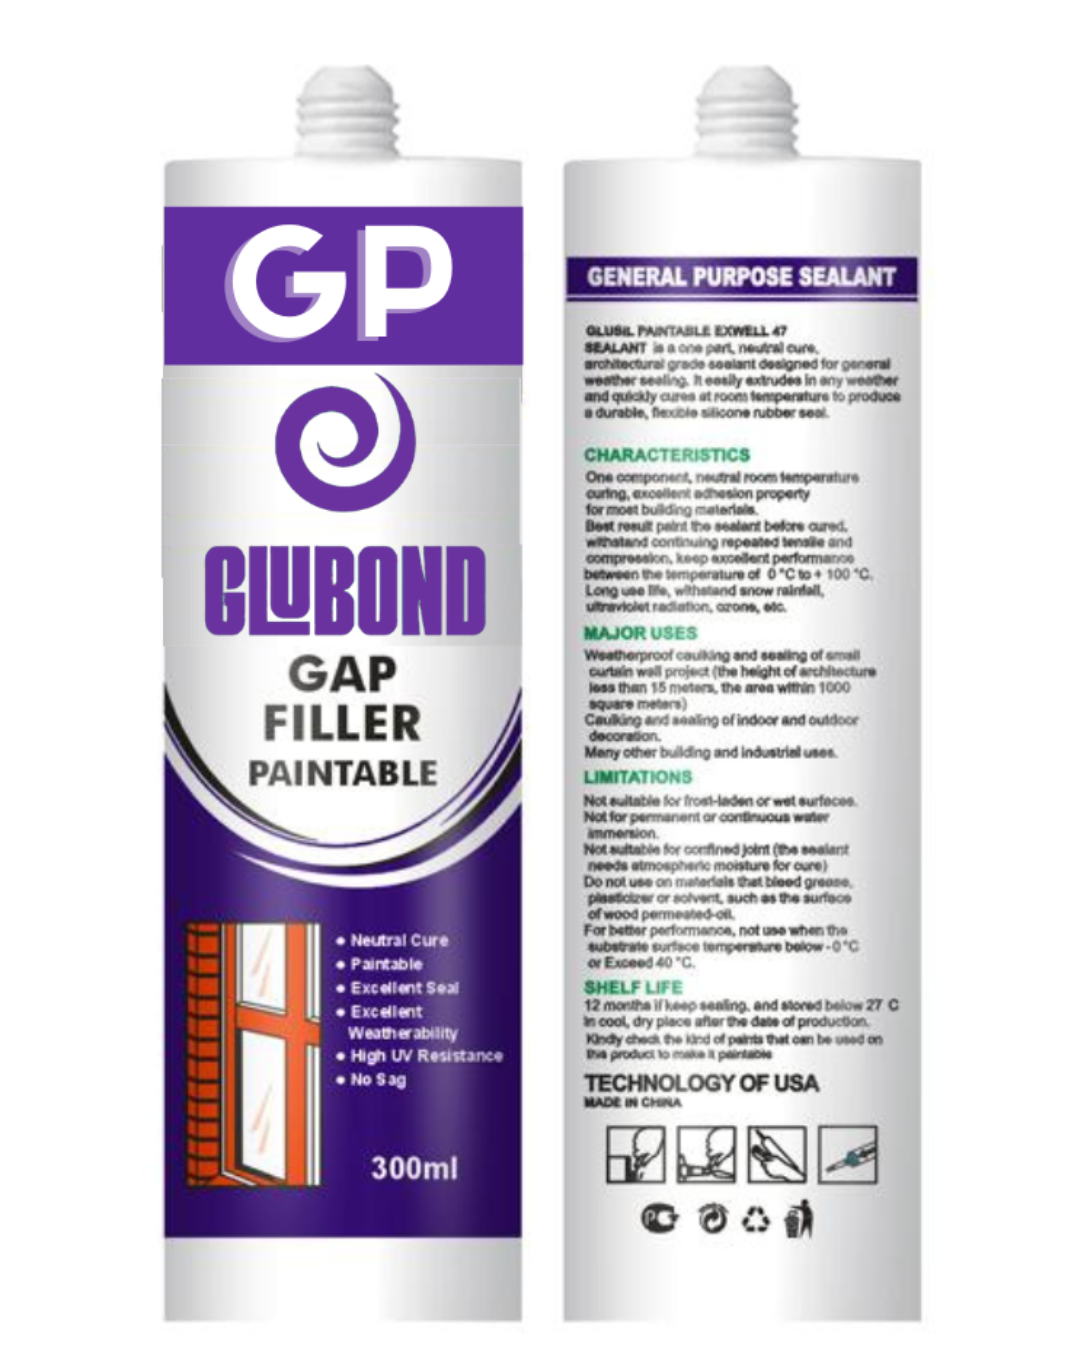 GP
GLUBOND
GAP
FILLER
PAINTABLE
• Neutral Cure
• Paintable
• Excellent Seal
• Excellent
Weatherability
• High UV Resistance
• No Sag
300ml
GENERAL PURPOSE SEALANT
GLUSIL PAINTABLE EXWELL 47
SEALANT is a one part, neutral cure,
architectural grade sealant designed for general
weather sealing. It easily extrudes in any weather
and quickly cures at room temperature to produce
a durable, flexible silicone rubber seal.
CHARACTERISTICS
One component, neutral room temperature
curing, excellent adhesion property
for most building materials.
Best result paint the sealant before cured,
withstand continuing repeated tensile and
compression, keep excellent performance
between the temperature of 0 °C to + 100 °C.
Long use life, withstand snow rainfall,
ultraviolet radiation, ozone, etc.
MAJOR USES
Weatherproof caulking and sealing of small
curtain wall project (the height of architecture
less than 15 meters, the area within 1000
square meters)
Caulking and sealing of indoor and outdoor
decoration.
Many other building and industrial uses.
LIMITATIONS
Not suitable for frost-laden or wet surfaces.
Not for permanent or continuous water
immersion.
Not suitable for confined joint (the sealant
needs atmospheric moisture for cure)
Do not use on materials that bleed grease,
plasticizer or solvent, such as the surface
of wood permeated-oil.
For better performance, not use when the
substrate surface temperature below -0 °C
or Exceed 40 °C.
SHELF LIFE
12 months if keep sealing, and stored below 27 C
In cool, dry place after the date of production.
Kindly check the kind of paints that can be used on
this product to make it paintable
TECHNOLOGY OF USA
MADE IN CHINA